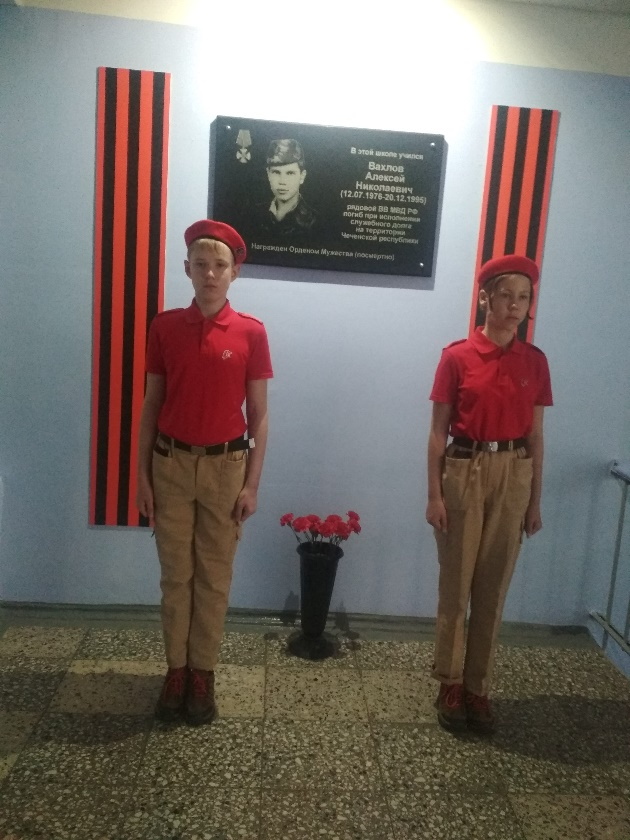 В этой школе учился
Вахлов
Алексей
Николаевич
(12.07.1976-20.12.1995)
рядовой ВВ МВД РФ
погиб при исполнении
служебного долга
на территории
Чеченской республики
Награжден Орденом Мужества (посмертно)